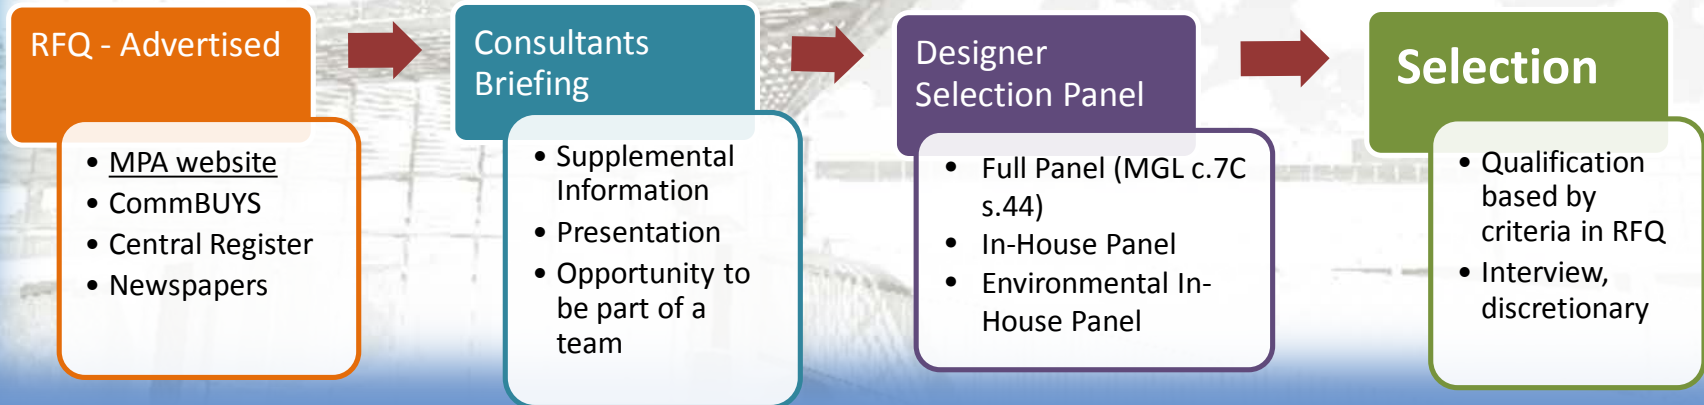 RFQ - Advertised
• MPA website
• CommBUYS
• Central Register
• Newspapers
Consultants
Briefing
• Supplemental
Information
• Presentation
• Opportunity to
be part of a
team
Designer
Selection Panel
• Full Panel (MGL c.7C
s.44)
• In-House Panel
• Environmental In-
House Panel
Selection
• Qualification
based by
criteria in RFQ
• Interview,
discretionary